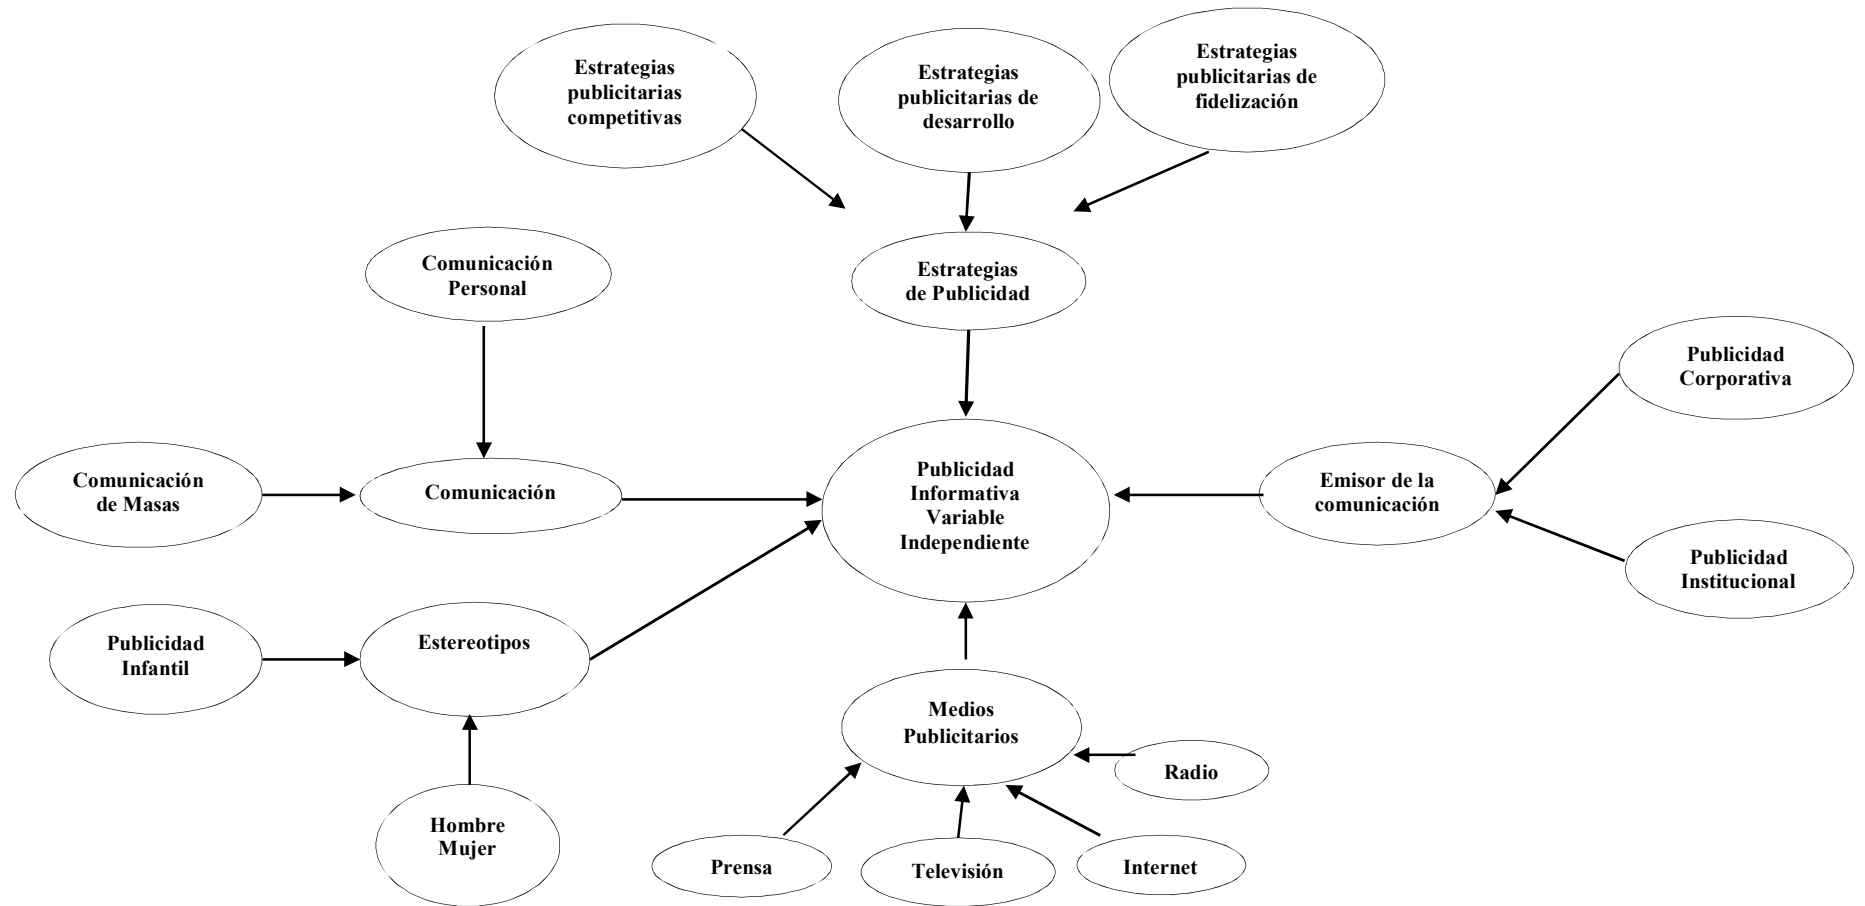 Estrategias
publicitarias
competitivas
Estrategias
publicitarias de
desarrollo
Estrategias
publicitarias de
fidelización
Comunicación
Personal
Estrategias
de Publicidad
Publicidad
Corporativa
Comunicación
de Masas
Comunicación
Publicidad
Informativa
Variable
Independiente
Emisor de la
comunicación
Publicidad
Institucional
Publicidad
Infantil
Estereotipos
Medios
Publicitarios
Radio
Hombre
Mujer
Prensa
Televisión
Internet